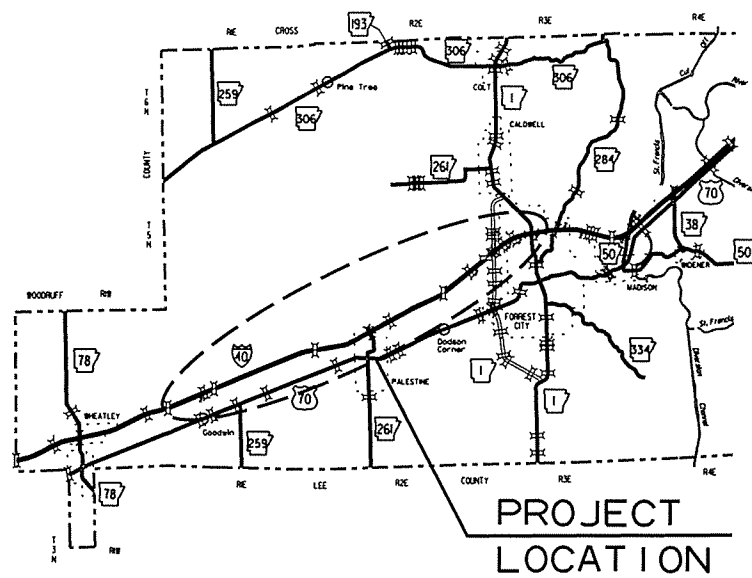 193
R1E
CROSS
R2E
R3E
R4E
306
COLT
306
259
Pine Tree
306
1
CALDWELL
T6N
COUNTY
T5N
261
284
St. Francis
70
38
50
50
WIDENER
MADISON
WOODRUFF
R1W
78
40
FORREST
CITY
Dodson
Corner
334
St. Francis
Channel
1
1
WHEATLEY
70
PALESTINE
Goodwin
259
261
78
R1E
LEE
R2E
COUNTY
R3E
R4E
T3N
R1W
PROJECT
LOCATION